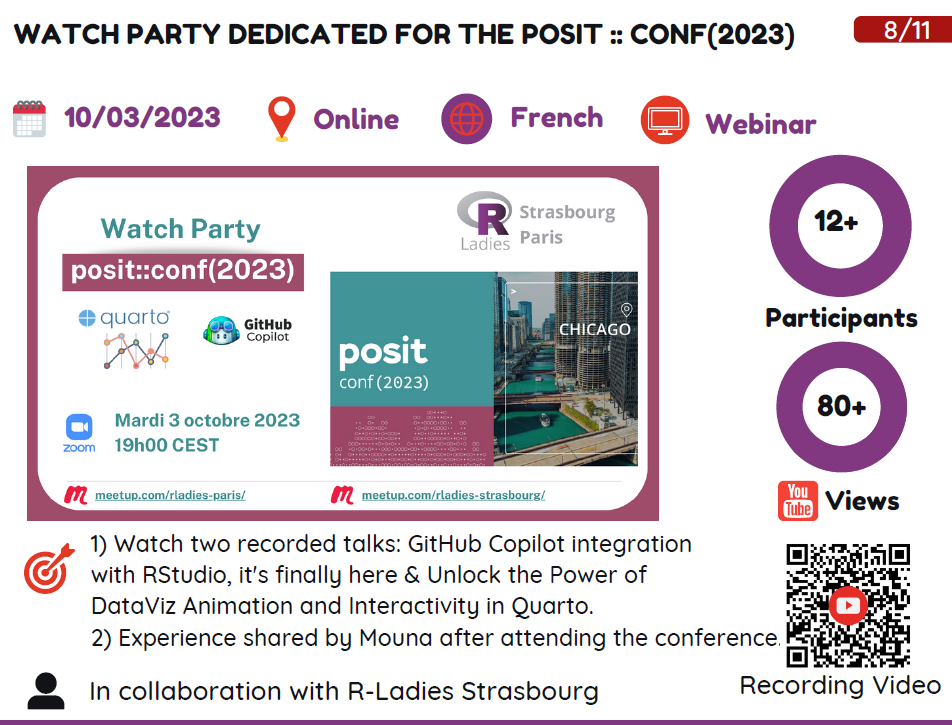 WATCH PARTY DEDICATED FOR THE POSIT :: CONF(2023)
8/11
10/03/2023
Online
French
Webinar
Watch Party
posit::conf(2023)
R
Ladies
Strasbourg
Paris
quarto
GitHub
Copilot
>
CHICAGO
posit
conf(2023)
zoom
Mardi 3 octobre 2023
19h00 CEST
meetup.com/rladies-paris/
meetup.com/rladies-strasbourg/
12+
Participants
80+
You
Tube
Views
1) Watch two recorded talks: GitHub Copilot integration
with RStudio, it's finally here & Unlock the Power of
DataViz Animation and Interactivity in Quarto.
2) Experience shared by Mouna after attending the conference.
Recording Video
In collaboration with R-Ladies Strasbourg